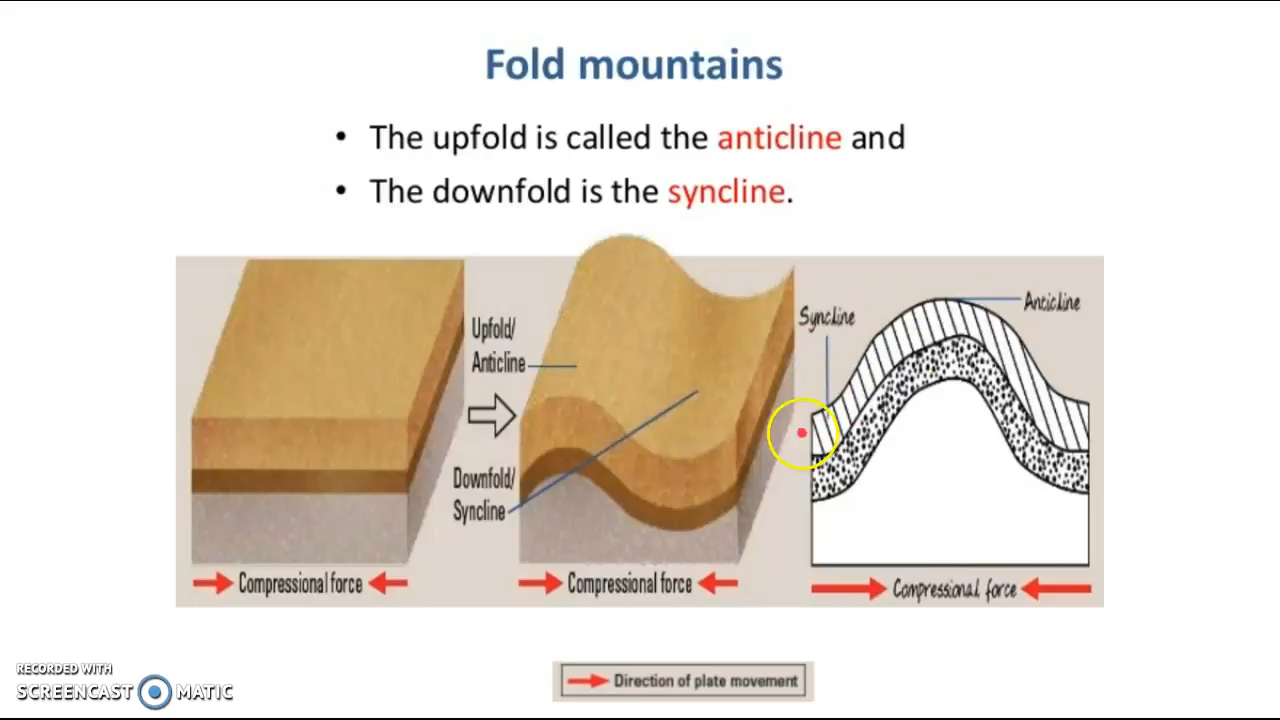 Fold mountains
• The upfold is called the anticline and
• The downfold is the syncline.
Upfold/
Anticline
Downfold/
Syncline
Syncline
Anticline
Compressional force
Compressional force
Compressional force
Direction of plate movement
RECORDED WITH
SCREENCAST MATIC